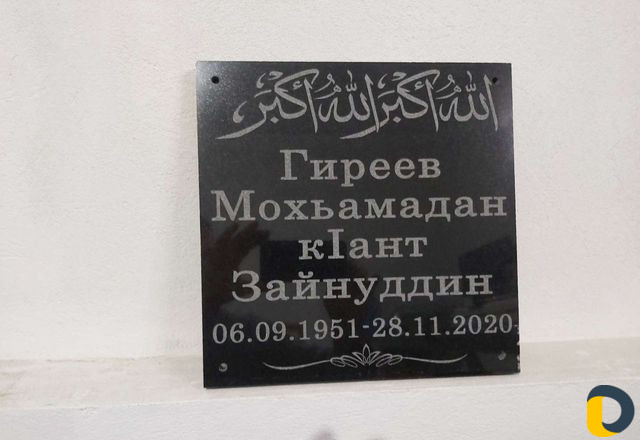 الله أكبر الله أكبر
Гиреев
Мохьамадан
кIант
Зайнуддин
06.09.1951-28.11.2020